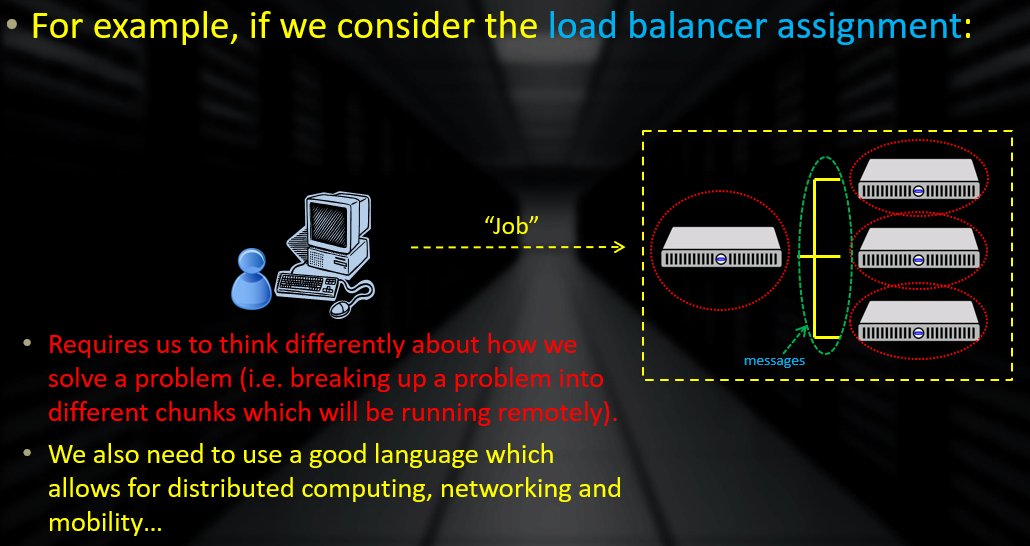 • For example, if we consider the load balancer assignment:
“Job”
messages
• Requires us to think differently about how we
solve a problem (i.e. breaking up a problem into
different chunks which will be running remotely).
• We also need to use a good language which
allows for distributed computing, networking and
mobility…